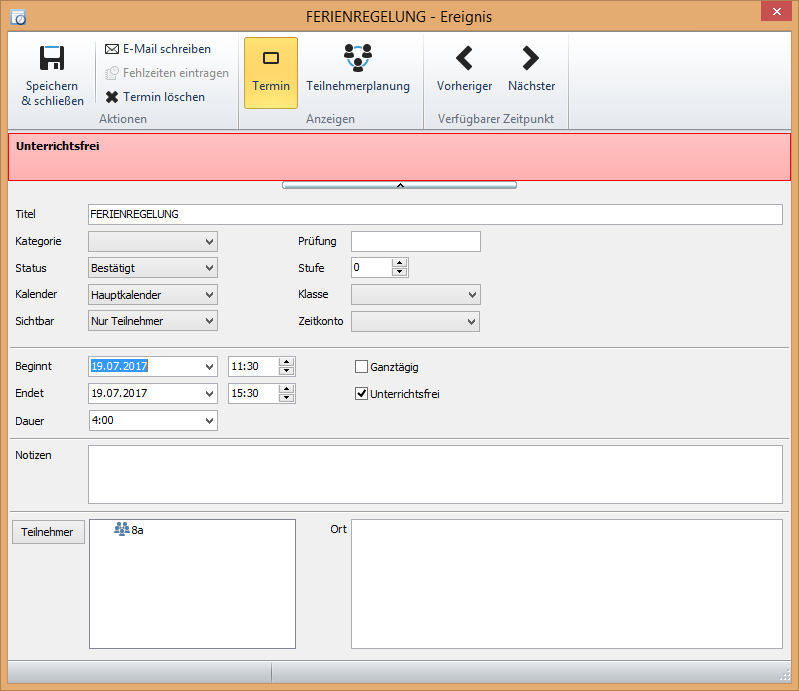 FERIENREGELUNG - Ereignis
Speichern
& schließen
E-Mail schreiben
Fehlzeiten eintragen
Termin löschen
Aktionen
Termin
Teilnehmerplanung
Anzeigen
Vorheriger
Nächster
Verfügbarer Zeitpunkt
Unterrichtsfrei
Titel FERIENREGELUNG
Kategorie Prüfung
Status Bestätigt Stufe 0
Kalender Hauptkalender Klasse
Sichtbar Nur Teilnehmer Zeitkonto
Beginnt 19.07.2017 11:30 Ganztägig
Endet 19.07.2017 15:30 Unterrichtsfrei
Dauer 4:00
Notizen
Teilnehmer 8a Ort